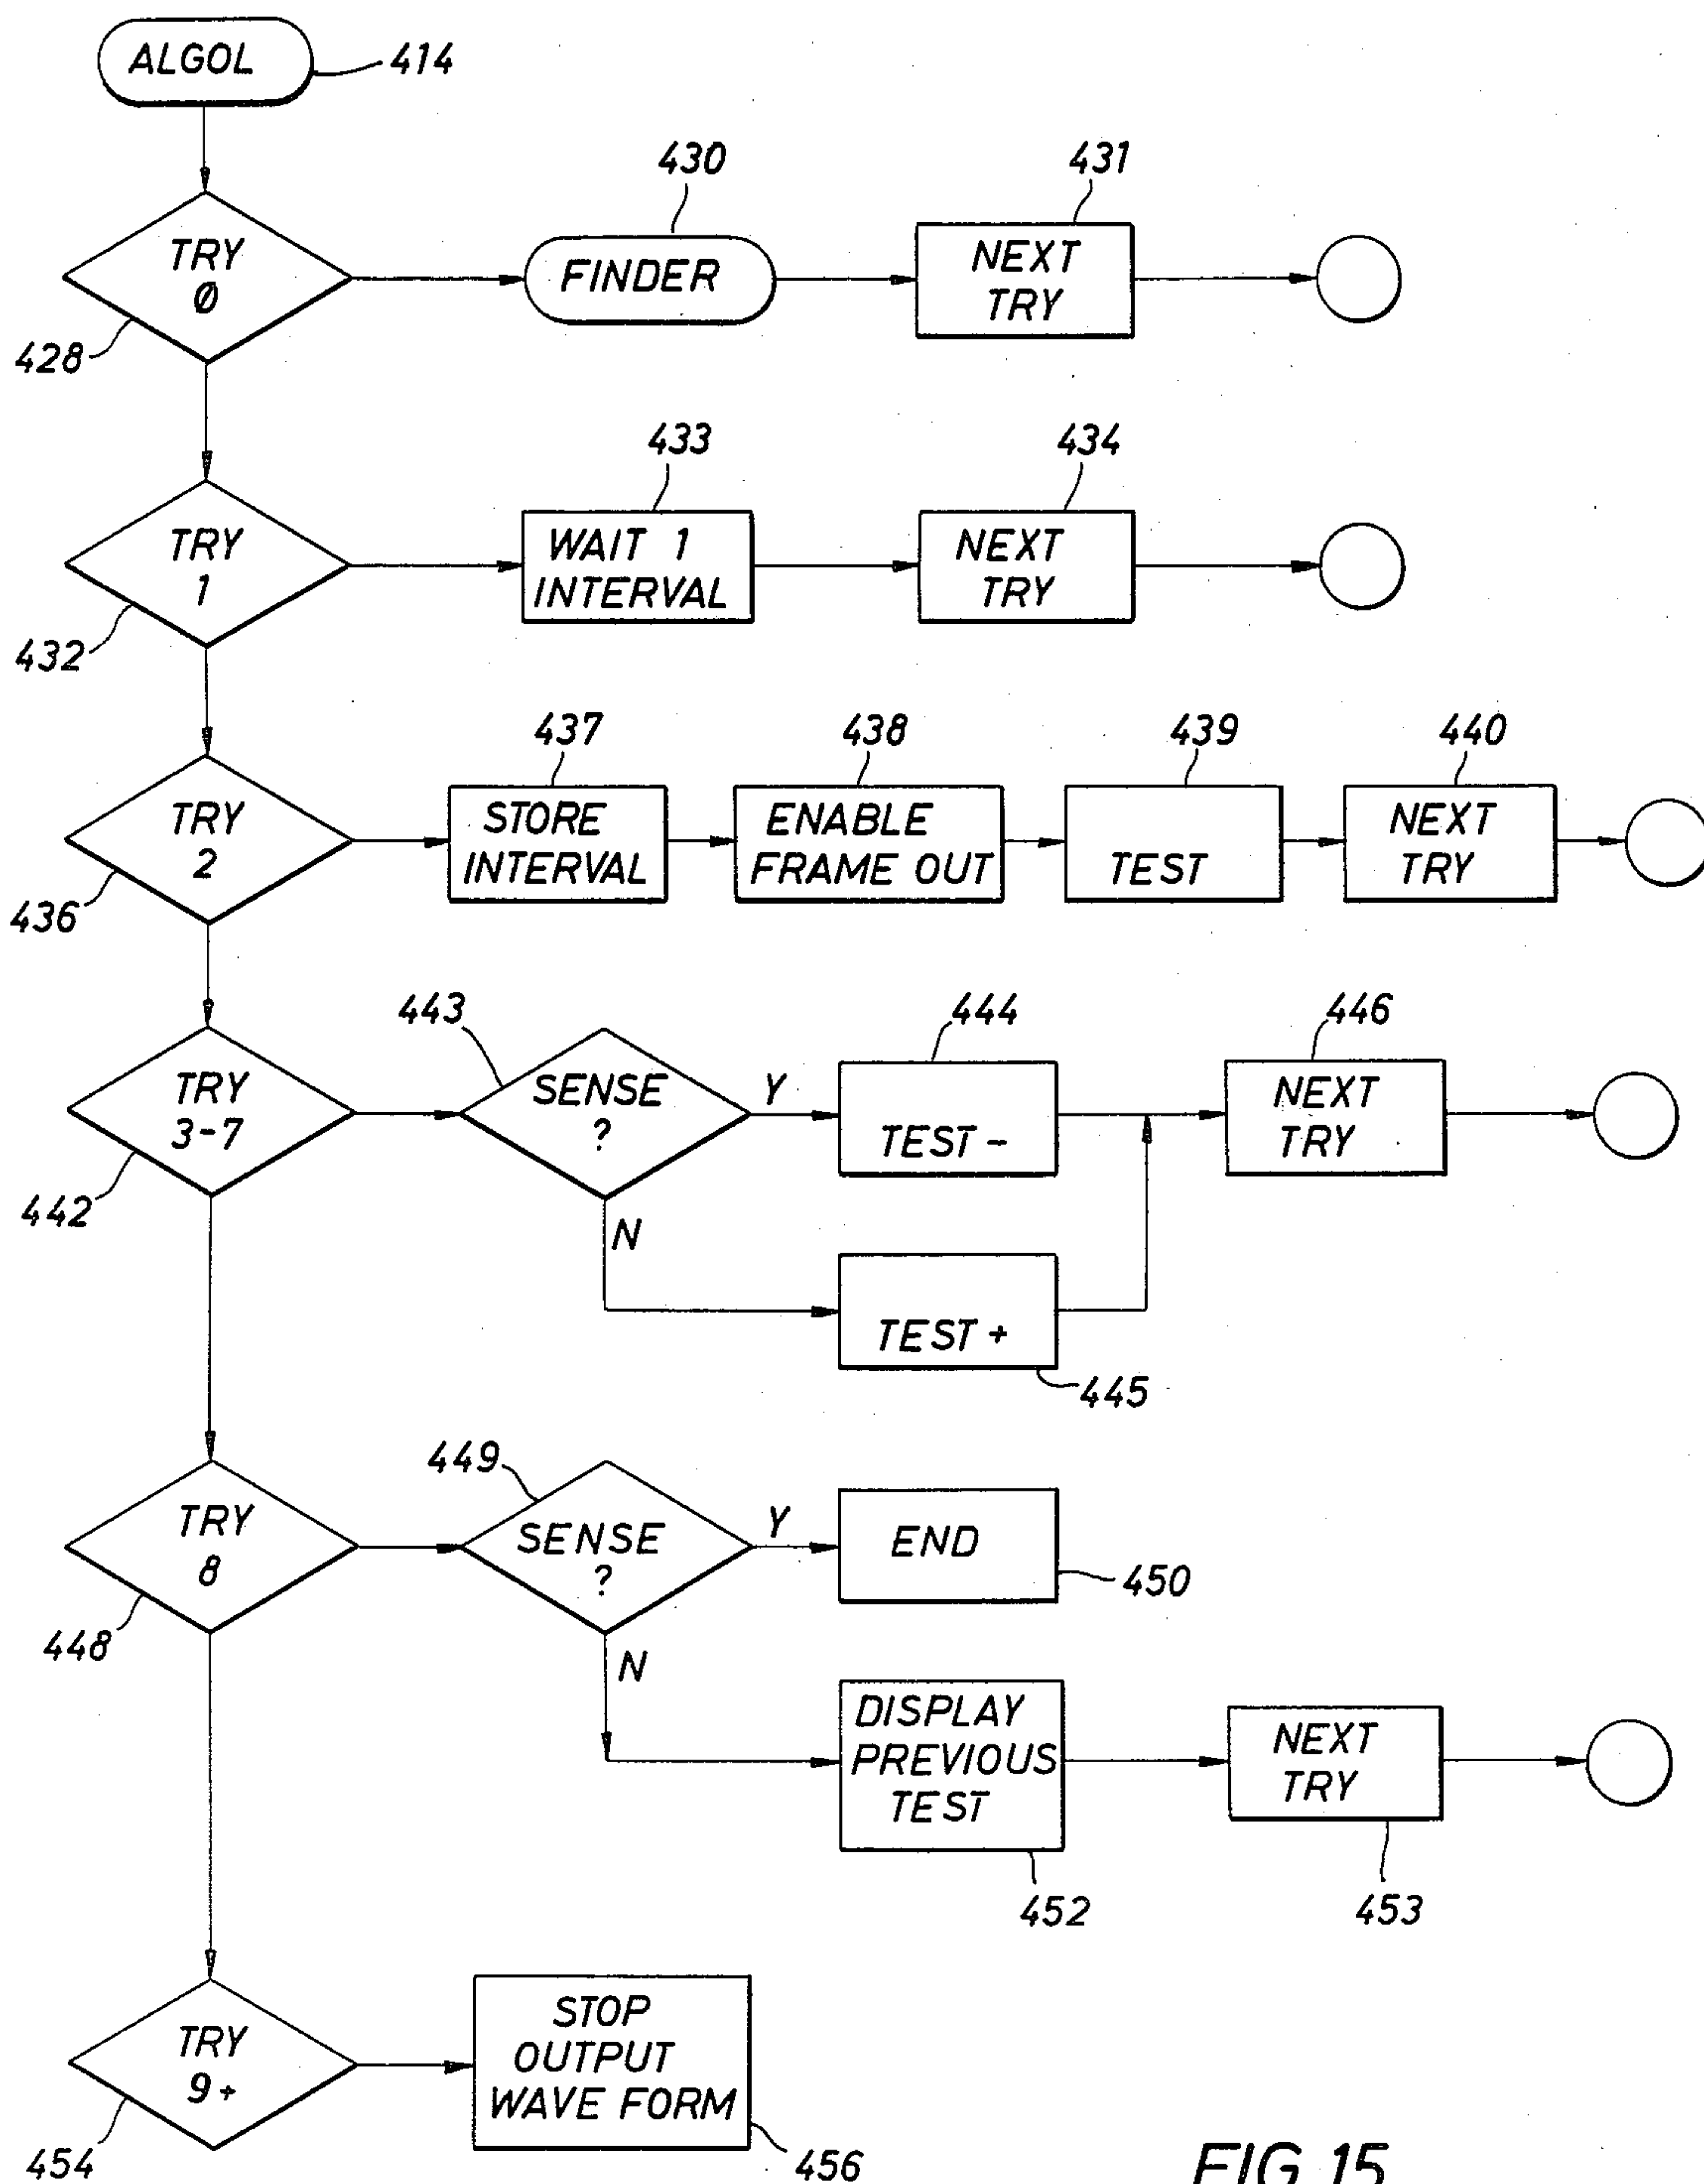 ALGOL
414
430
431
TRY
Ø
FINDER
NEXT
TRY
428
433
434
TRY
1
WAIT 1
INTERVAL
NEXT
TRY
432
437
438
439
440
TRY
2
STORE
INTERVAL
ENABLE
FRAME OUT
TEST
NEXT
TRY
436
443
444
446
TRY
3-7
SENSE
?
Y
TEST -
NEXT
TRY
442
N
TEST +
445
449
TRY
8
SENSE
?
Y
END
450
448
N
DISPLAY
PREVIOUS
TEST
NEXT
TRY
452
453
TRY
9+
STOP
OUTPUT
WAVE FORM
454
456
FIG.15